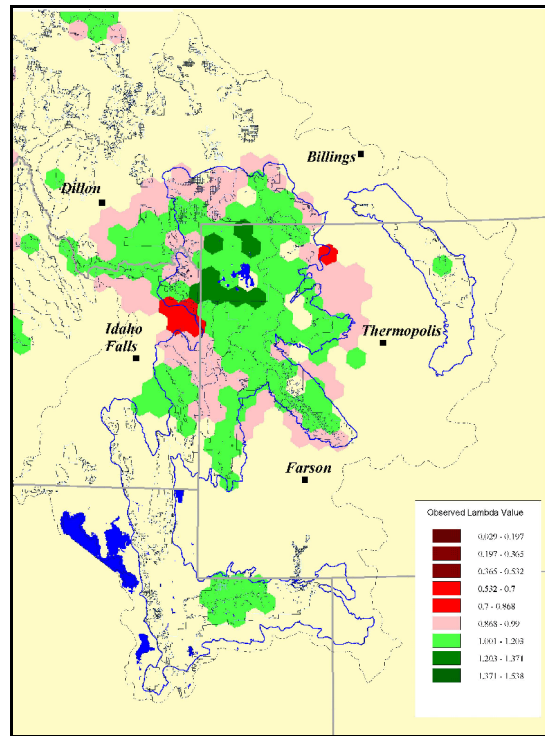 Billings
Dillon
Thermopolis
Idaho
Falls
Farson
Observed Lambda Value
0.029 - 0.197
0.197 - 0.365
0.365 - 0.532
0.532 - 0.7
0.7 - 0.868
0.868 - 0.99
1.001 - 1.203
1.203 - 1.371
1.371 - 1.538